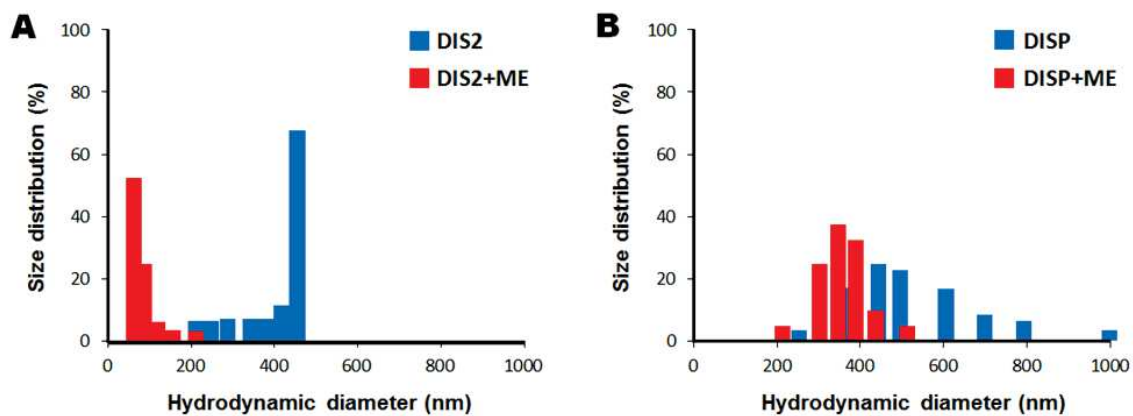 A
DIS2
DIS2+ME
Size distribution (%)
100
80
60
40
20
0
0 200 400 600 800 1000
Hydrodynamic diameter (nm)
B
DISP
DISP+ME
Size distribution (%)
100
80
60
40
20
0
0 200 400 600 800 1000
Hydrodynamic diameter (nm)